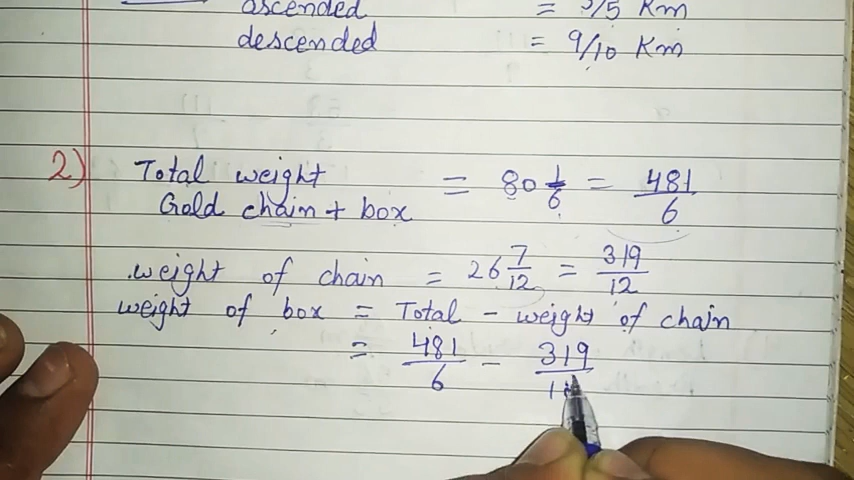 ascended = 3/5 Km
descended = 9/10 Km
2) Total weight = 80 1/6 = 481/6
Gold chain + box
weight of chain = 26 7/12 = 319/12
weight of box = Total - weight of chain
= 481/6 - 319/1